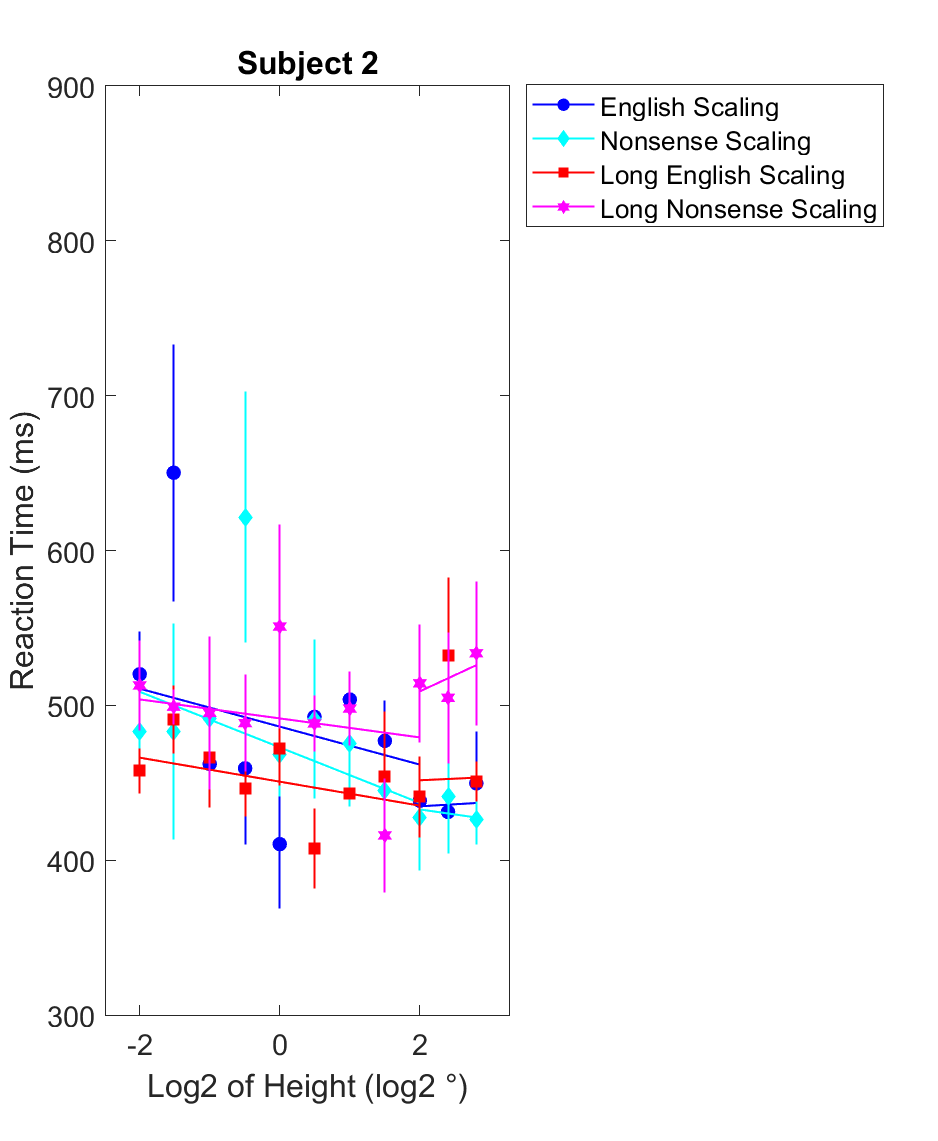 Subject 2
900
800
700
600
500
400
300
Reaction Time (ms)
-2 0 2
Log2 of Height (log2 °)
English Scaling
Nonsense Scaling
Long English Scaling
Long Nonsense Scaling